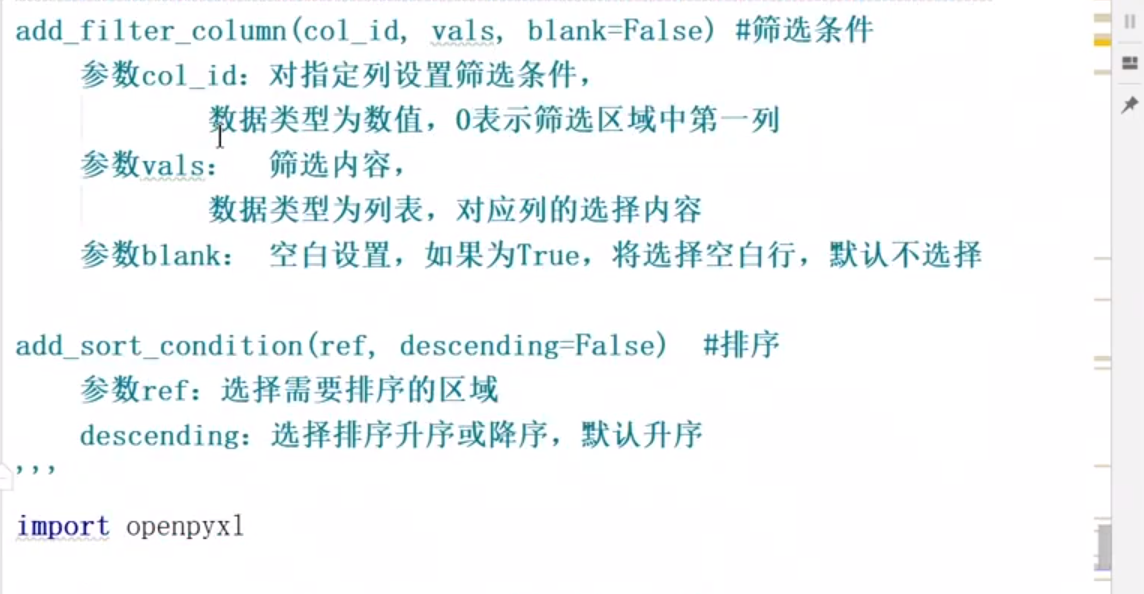 add_filter_column(col_id, vals, blank=False) #筛选条件
参数col_id：对指定列设置筛选条件，
数据类型为数值，0表示筛选区域中第一列
参数vals： 筛选内容，
数据类型为列表，对应列的选择内容
参数blank： 空白设置，如果为True，将选择空白行，默认不选择
add_sort_condition(ref, descending=False) #排序
参数ref：选择需要排序的区域
descending：选择排序升序或降序，默认升序
'''
import openpyxl